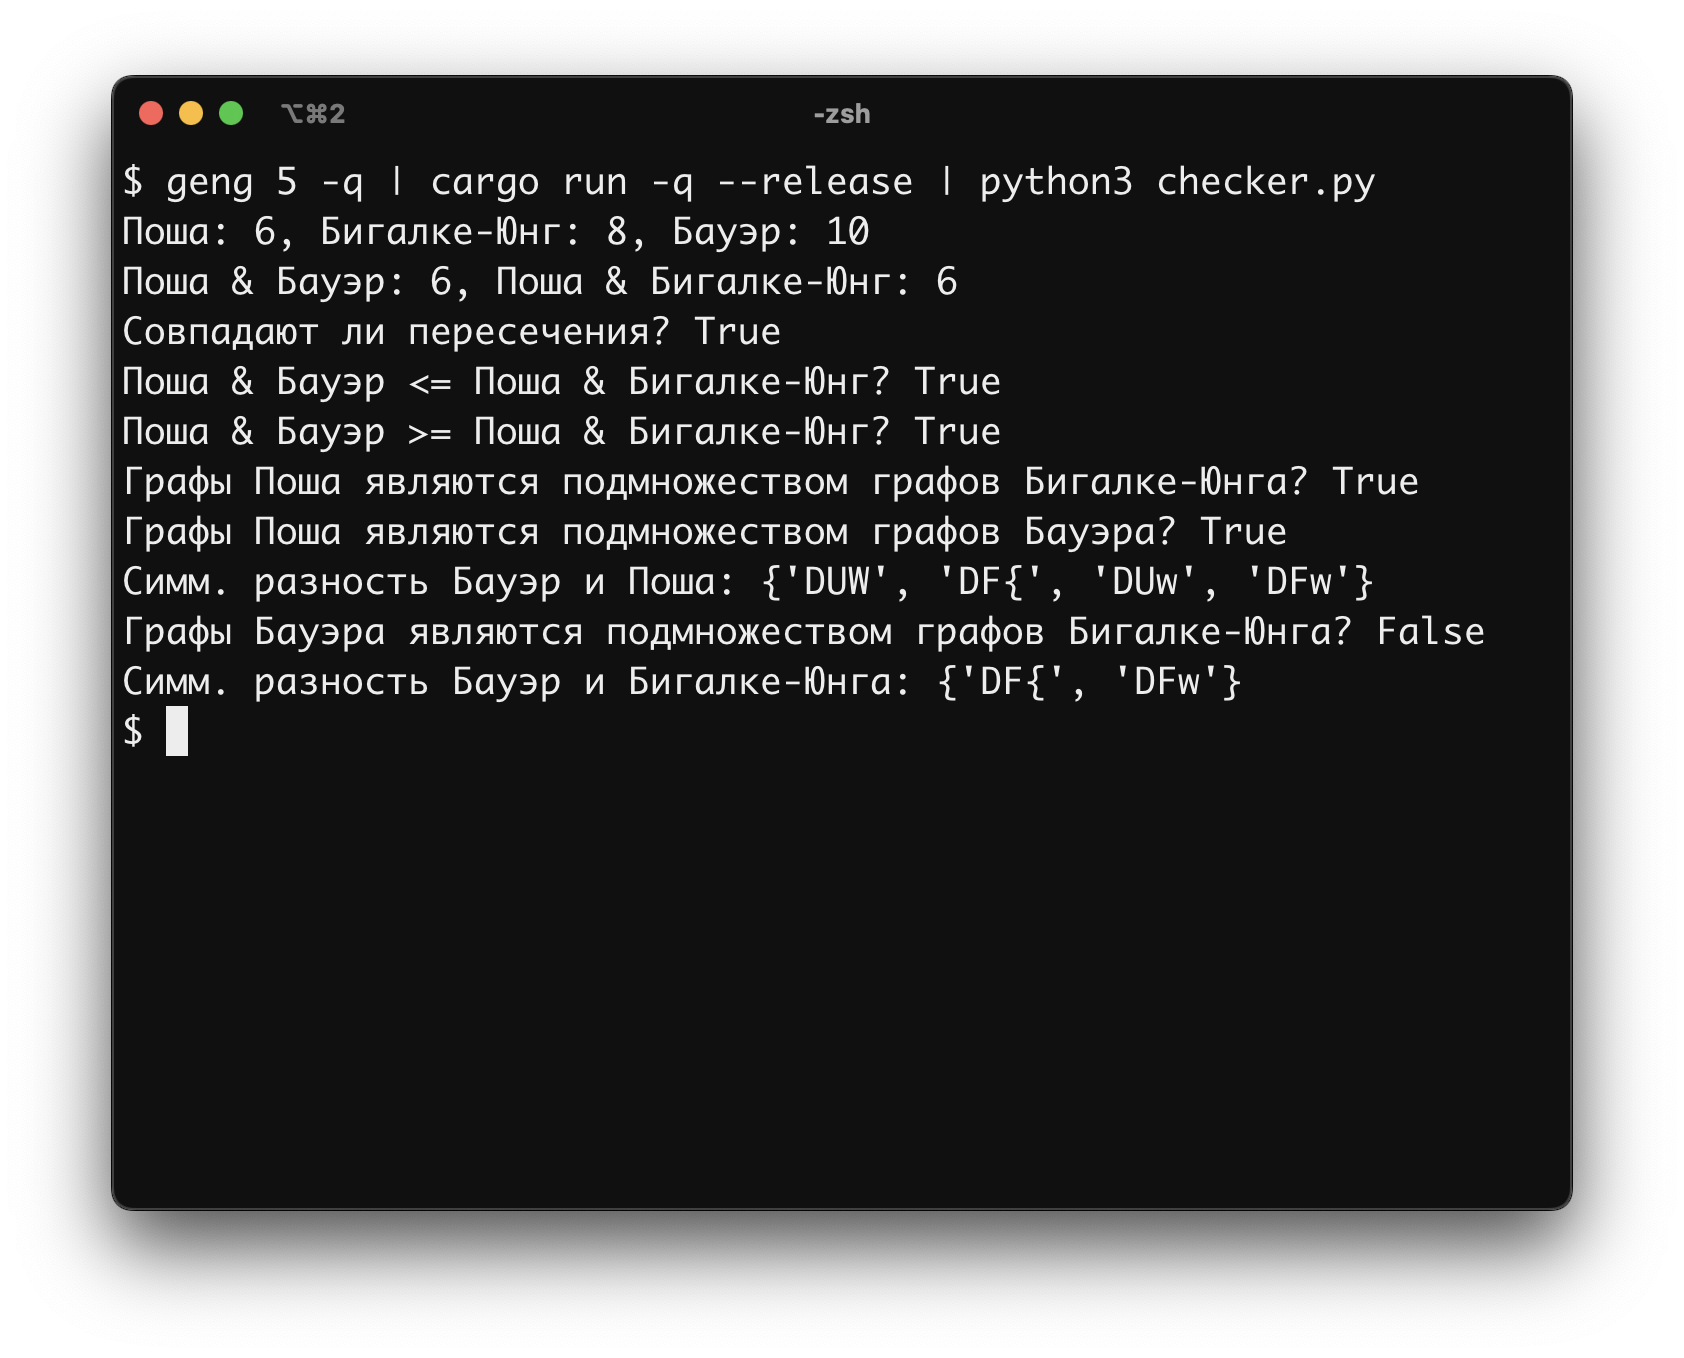 ⌥⌘2
-zsh
$ geng 5 -q | cargo run -q --release | python3 checker.py
Поша: 6, Бигалке-Юнг: 8, Бауэр: 10
Поша & Бауэр: 6, Поша & Бигалке-Юнг: 6
Совпадают ли пересечения? True
Поша & Бауэр <= Поша & Бигалке-Юнг? True
Поша & Бауэр >= Поша & Бигалке-Юнг? True
Графы Поша являются подмножеством графов Бигалке-Юнга? True
Графы Поша являются подмножеством графов Бауэра? True
Симм. разность Бауэр и Поша: {'DUW', 'DF{', 'DUw', 'DFw'}
Графы Бауэра являются подмножеством графов Бигалке-Юнга? False
Симм. разность Бауэр и Бигалке-Юнга: {'DF{', 'DFw'}
$